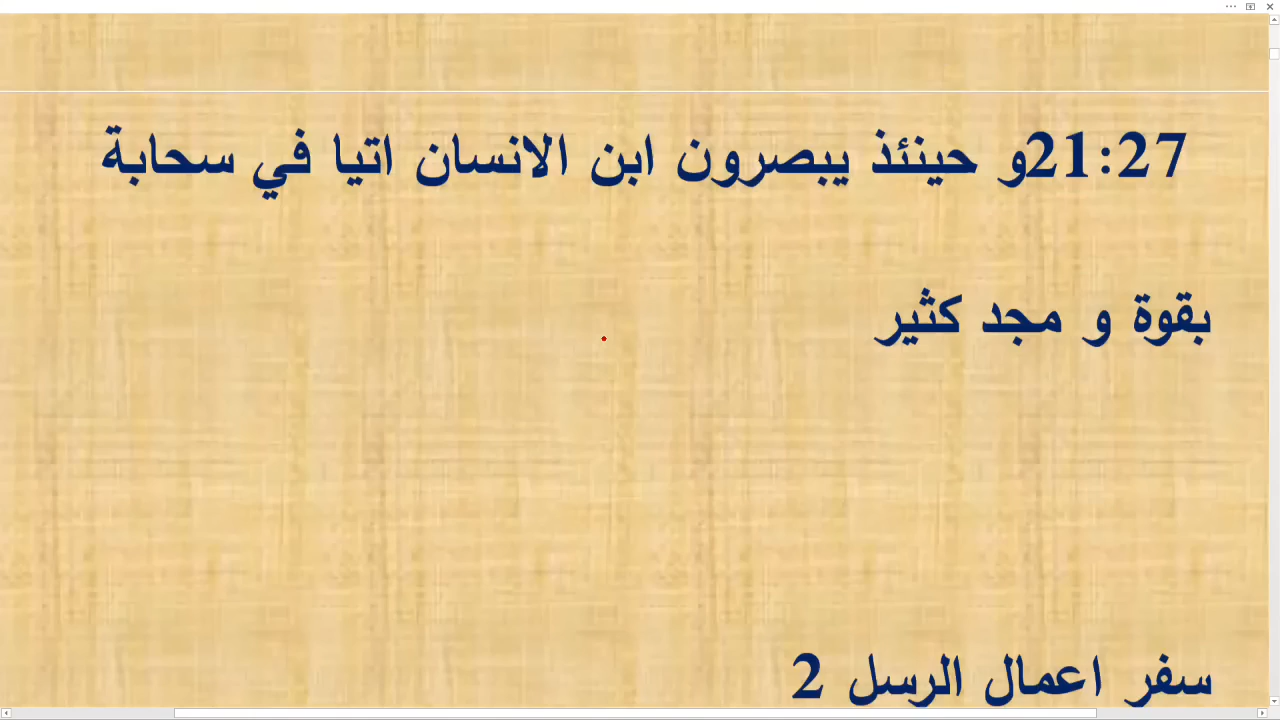 21:27و حينئذ يبصرون ابن الانسان اتيا في سحابة
بقوة و مجد كثير
سفر اعمال الرسل 2